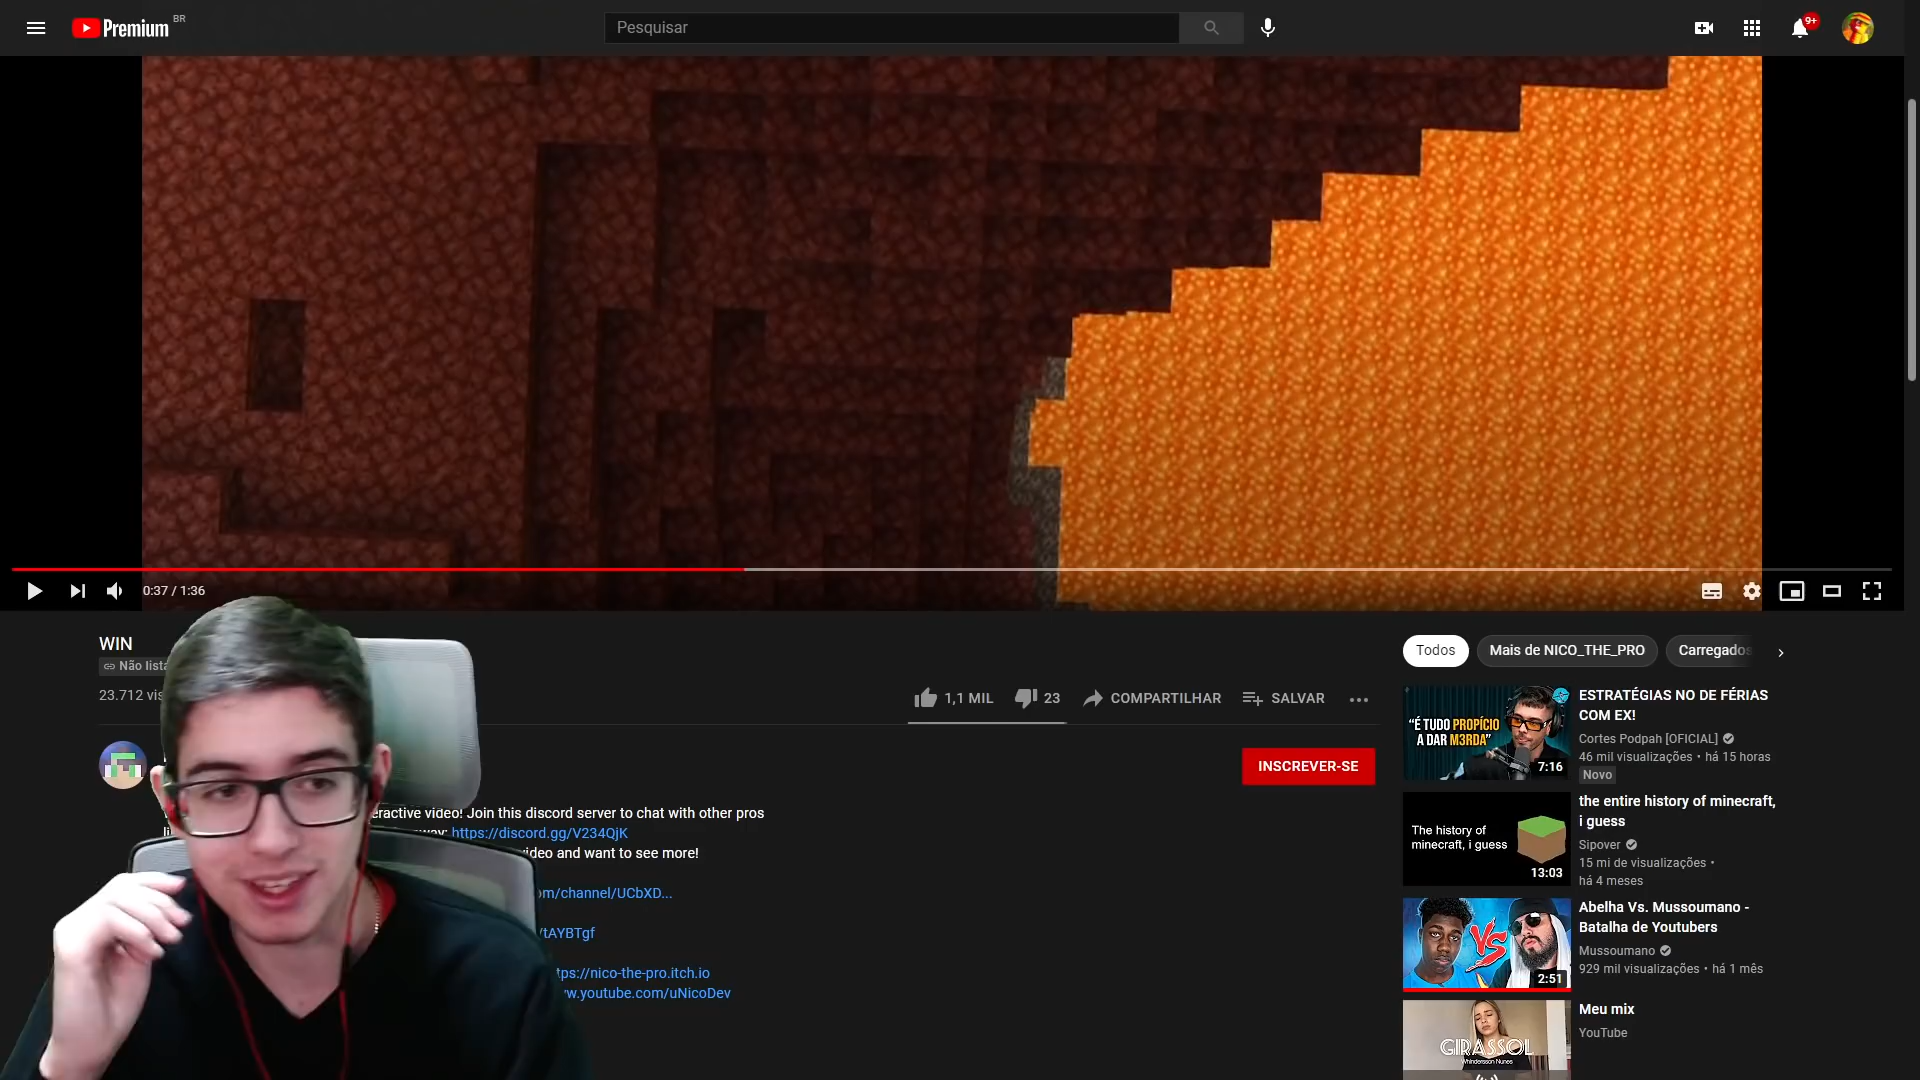 Premium BR
Pesquisar
9+
0:37 / 1:36
WIN
Não lista
23.712 vis
1,1 MIL
23
COMPARTILHAR
SALVAR
INSCREVER-SE
eractive video! Join this discord server to chat with other pros
https://discord.gg/V234QjK
video and want to see more!
om/channel/UCbXD...
/tAYBTgf
tps://nico-the-pro.itch.io
w.youtube.com/uNicoDev
Todos
Mais de NICO_THE_PRO
Carregados
"É TUDO PROPÍCIO
A DAR M3RDA"
7:16
ESTRATÉGIAS NO DE FÉRIAS
COM EX!
Cortes Podpah [OFICIAL]
46 mil visualizações • há 15 horas
Novo
The history of
minecraft, i guess
13:03
the entire history of minecraft,
i guess
Sipover
15 mi de visualizações •
há 4 meses
VS
2:51
Abelha Vs. Mussoumano -
Batalha de Youtubers
Mussoumano
929 mil visualizações • há 1 mês
GIRASSOL
Whindersson Nunes
Meu mix
YouTube